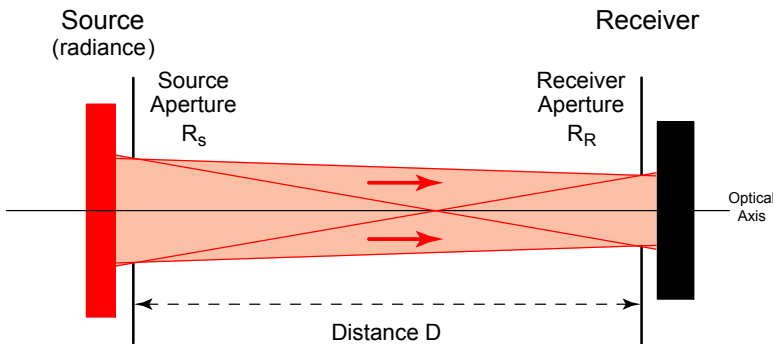 Source
(radiance)
Receiver
Source
Aperture
Rs
Receiver
Aperture
RR
Optical
Axis
Distance D